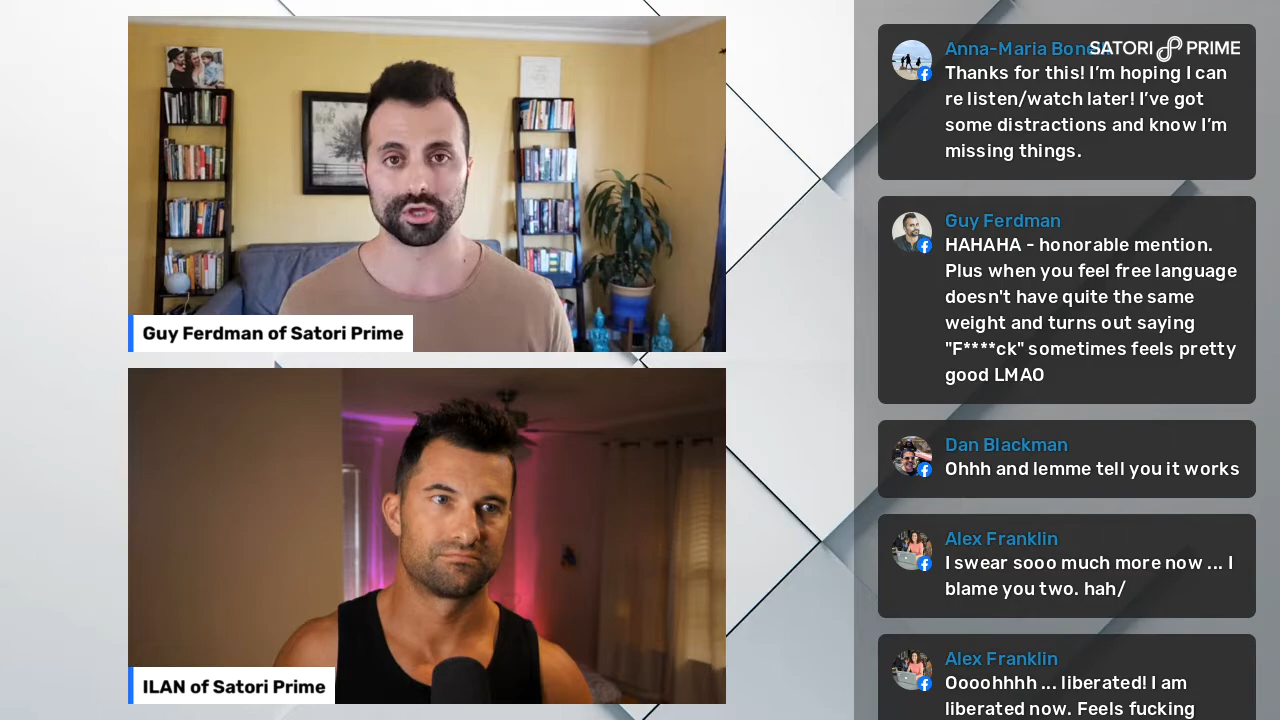 Guy Ferdman of Satori Prime
ILAN of Satori Prime
SATORI PRIME
Anna-Maria
Thanks for this! I’m hoping I can
re listen/watch later! I’ve got
some distractions and know I’m
missing things.
Guy Ferdman
HAHAHA - honorable mention.
Plus when you feel free language
doesn't have quite the same
weight and turns out saying
"F****ck" sometimes feels pretty
good LMAO
Dan Blackman
Ohhh and lemme tell you it works
Alex Franklin
I swear sooo much more now ... I
blame you two. hah/
Alex Franklin
Oooohhhh ... liberated! I am
liberated now. Feels fucking